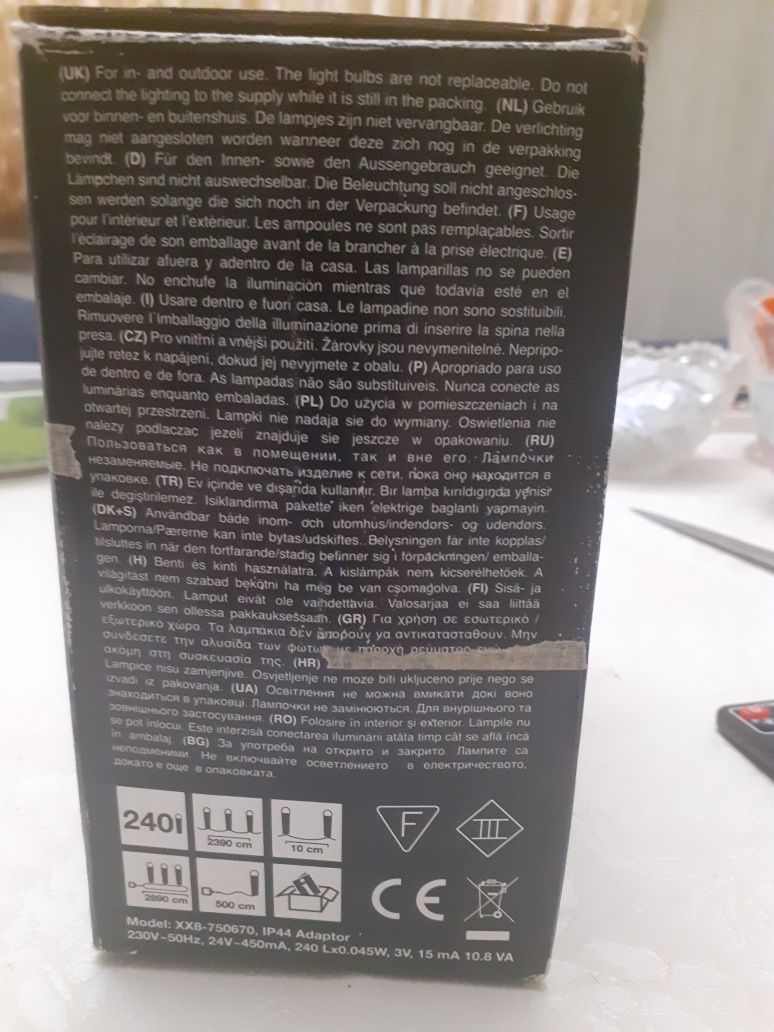 (UK) For in- and outdoor use. The light bulbs are not replaceable. Do not
connect the lighting to the supply while it is still in the packing. (NL) Gebruik
voor binnen- en buitenshuis. De lampjes zijn niet vervangbaar. De verlichting
mag niet aangesloten worden wanneer deze zich nog in de verpakking
bevindt. (D) Für den Innen- sowie den Aussengebrauch geeignet. Die
Lämpchen sind nicht auswechselbar. Die Beleuchtung soll nicht angeschlos-
sen werden solange die sich noch in der Verpackung befindet. (F) Usage
pour l'intérieur et l'extérieur. Les ampoules ne sont pas remplaçables. Sortir
l'éclairage de son emballage avant de la brancher à la prise électrique. (E)
Para utilizar afuera y adentro de la casa. Las lamparillas no se pueden
cambiar. No enchufe la iluminación mientras que todavia esté en el
embalaje. (I) Usare dentro e fuori casa. Le lampadine non sono sostituibili.
Rimuovere l'imballaggio della illuminazione prima di inserire la spina nella
presa. (CZ) Pro vnitřní a vnější použití. Žárovky jsou nevymenitelné. Nepripo-
jujte retez k napájeni, dokud jej nevyjmete z obalu. (P) Apropriado para uso
de dentro e de fora. As lampadas não são substituiveis. Nunca conecte as
luminárias enquanto embaladas. (PL) Do użycia w pomieszczeniach i na
otwartej przestrzeni. Lampki nie nadaja sie do wymiany. Oswietlenia nie
nalezy podlaczac jezeli znajduje sie jeszcze w opakowaniu. (RU)
Пользоваться как в помещении, так и вне его. Лампочки
незаменяемые. Не подключать изделие к сети, пока оно находится в
упаковке. (TR) Ev içinde ve dışarida kullanılır. Bir lamba kırıldıgında yenisi
ile degiştirilemez. Isiklandirma pakette iken elektrige baglanti yapmayin.
(DK+S) Användbar både inom- och utomhus/indendørs- og udendørs.
Lamporna/Pærerne kan inte bytas/udskiftes. Belysningen får inte kopplas/
tilsluttes in när den fortfarande/stadig befinner sig i förpackningen/ emballa-
gen. (H) Benti és kinti használatra. A kislámpák nem kicserélhetőek. A
világitást nem szabad bekötni ha még be van csomagolva. (FI) Sisä- ja
ulkokäyttöön. Lamput eivät ole vaihdettavia. Valosarjaa ei saa liittää
verkkoon sen ollessa pakkauksessaan. (GR) Για χρήση σε εσωτερικό /
εξωτερικό χώρο. Τα λαμπάκια δεν μπορούν να αντικατασταθούν. Μην
συνδέσετε την αλυσίδα των φώτων με παροχή ρεύματος
ακόμη στη συσκευασία της. (HR)
Lampice nisu zamjenjive. Osvjetljenje ne moze biti ukljuceno prije nego se
izvadi iz pakovanja. (UA) Освітлення не можна вмикати докі воно
знаходиться в упаковці. Лампочки не замінюються. Для внурішнього та
зовнішнього застосування. (RO) Folosire în interior şi exterior. Lămpile nu
se pot inlocui. Este interzisă conectarea iluminării atâta timp cât se află încă
în ambalaj. (BG) За употреба на открито и закрито. Лампите са
неподменими. Не включвайте осветлението в електричеството,
докато е още в опаковката.
240
2390 cm
10 cm
F
III
2890 cm
500 cm
CE
Model: XX8-750670, IP44 Adaptor
230V~50Hz, 24V~450mA, 240 Lx0.045W, 3V, 15 mA 10.8 VA